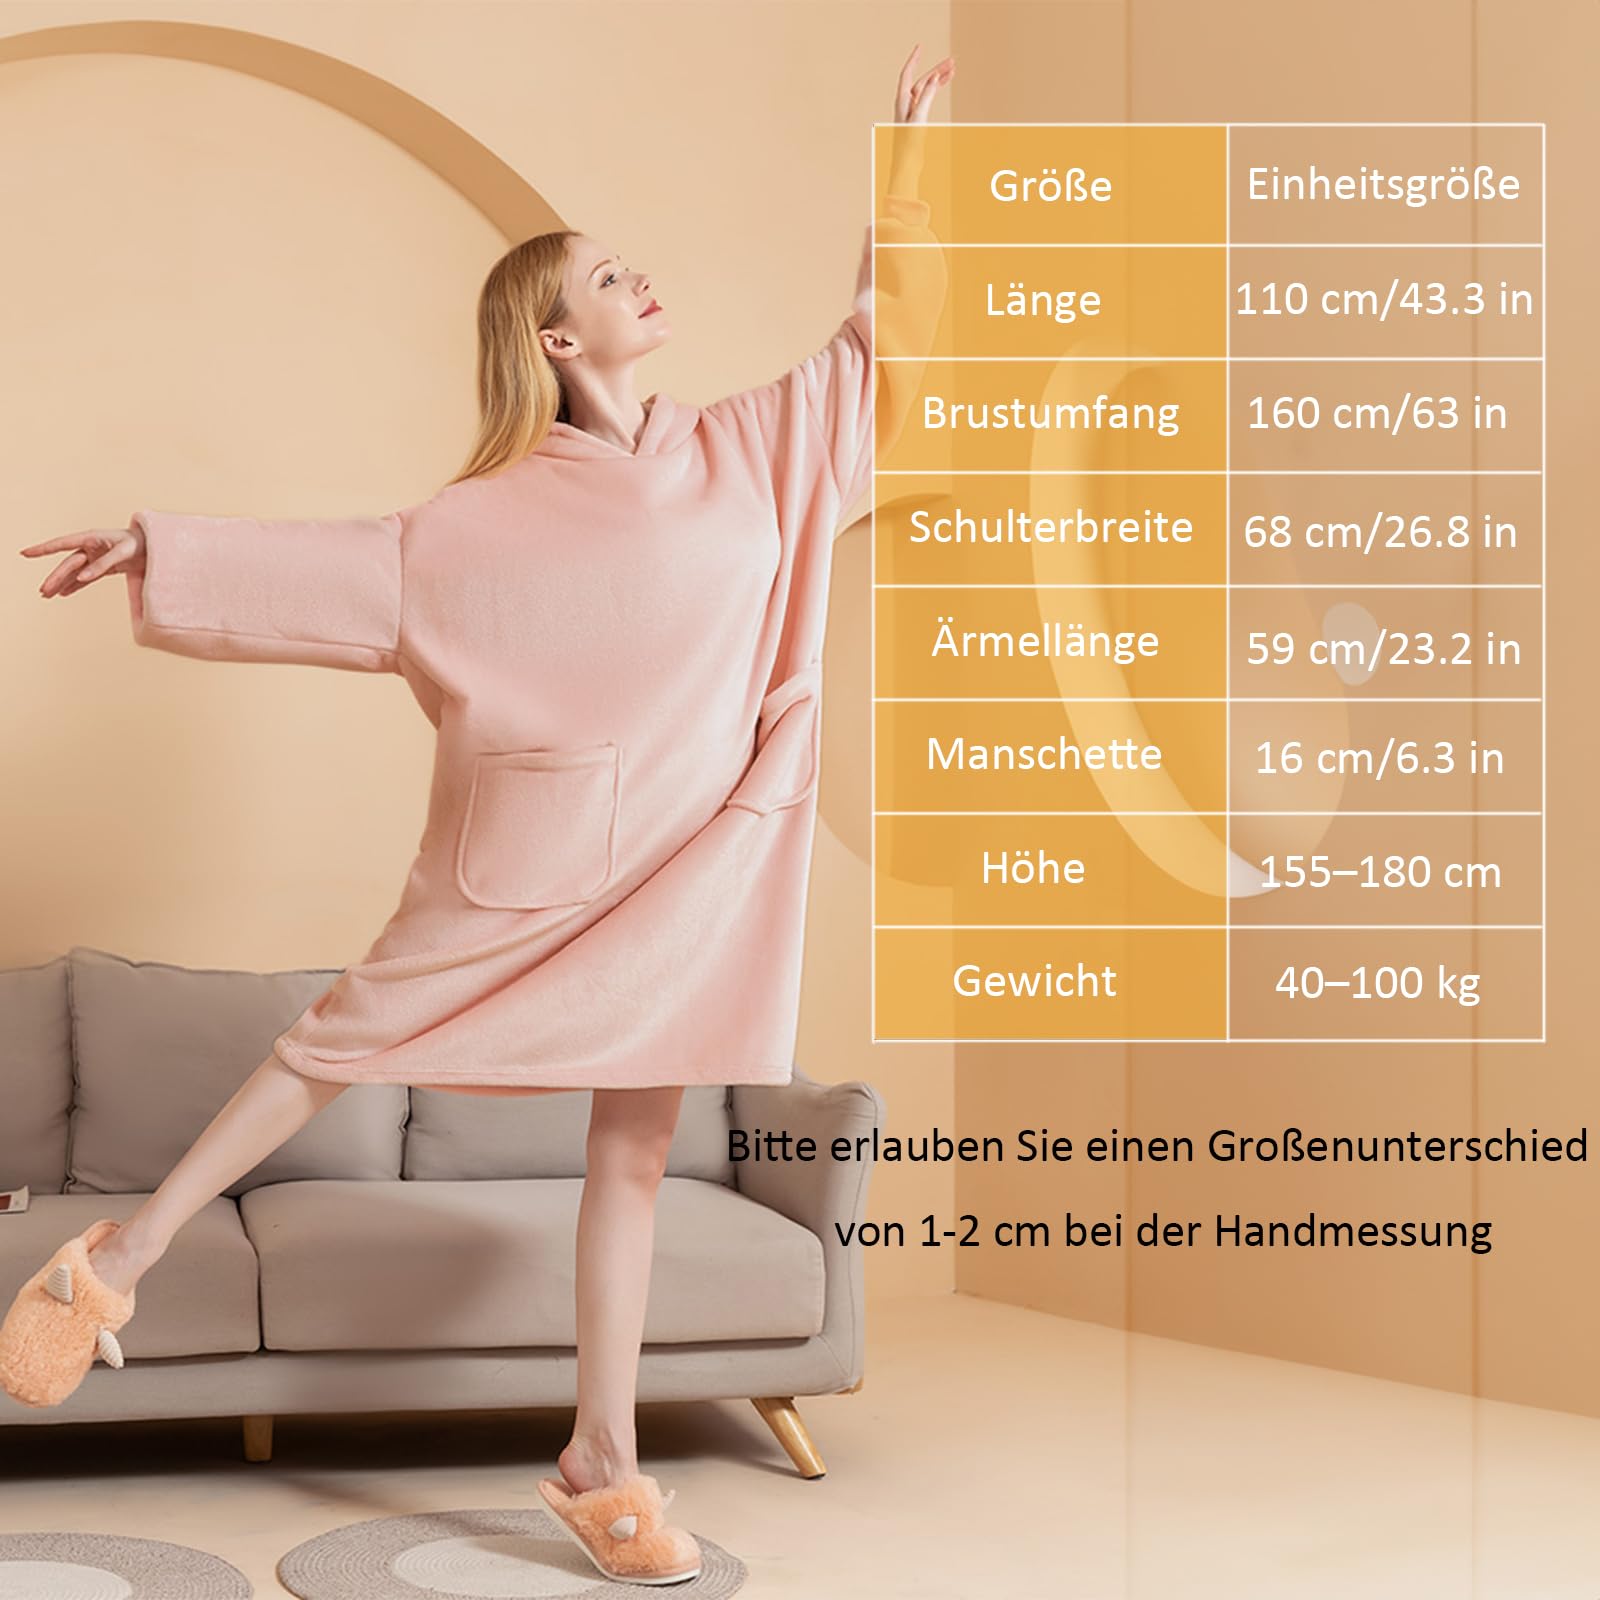 Größe Einheitsgröße
Länge 110 cm/43.3 in
Brustumfang 160 cm/63 in
Schulterbreite 68 cm/26.8 in
Ärmellänge 59 cm/23.2 in
Manschette 16 cm/6.3 in
Höhe 155–180 cm
Gewicht 40–100 kg
Bitte erlauben Sie einen Großenunterschied
von 1-2 cm bei der Handmessung